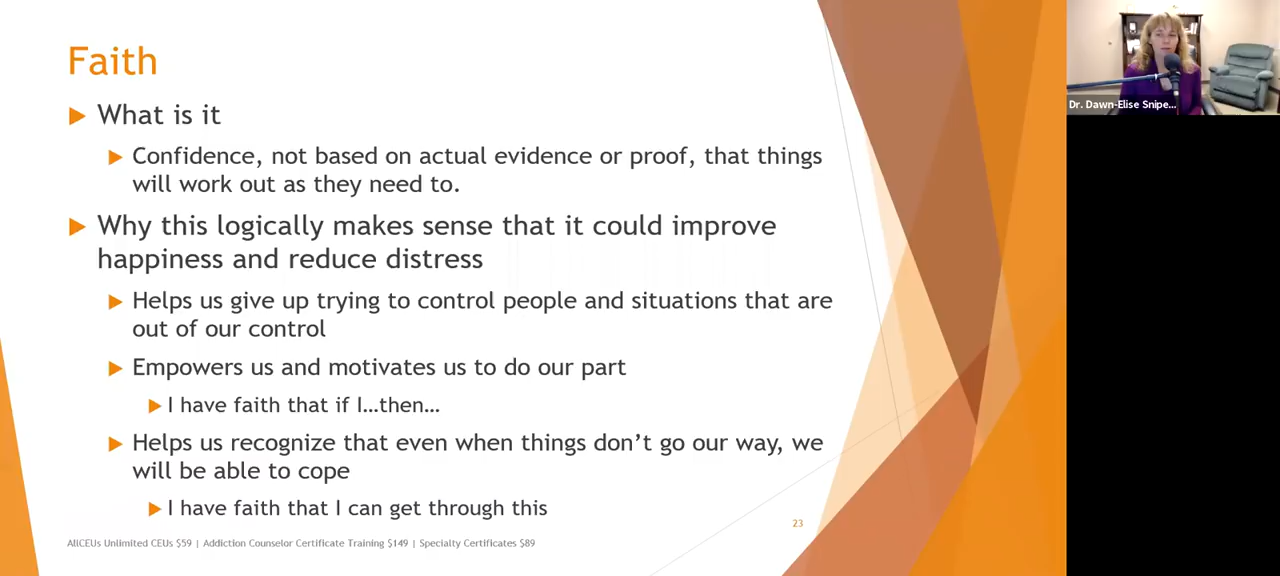 Faith
What is it
Confidence, not based on actual evidence or proof, that things
will work out as they need to.
Why this logically makes sense that it could improve
happiness and reduce distress
Helps us give up trying to control people and situations that are
out of our control
Empowers us and motivates us to do our part
I have faith that if I…then…
Helps us recognize that even when things don’t go our way, we
will be able to cope
I have faith that I can get through this
23
AllCEUs Unlimited CEUs $59 | Addiction Counselor Certificate Training $149 | Specialty Certificates $89
Dr. Dawn-Elise Snipe...